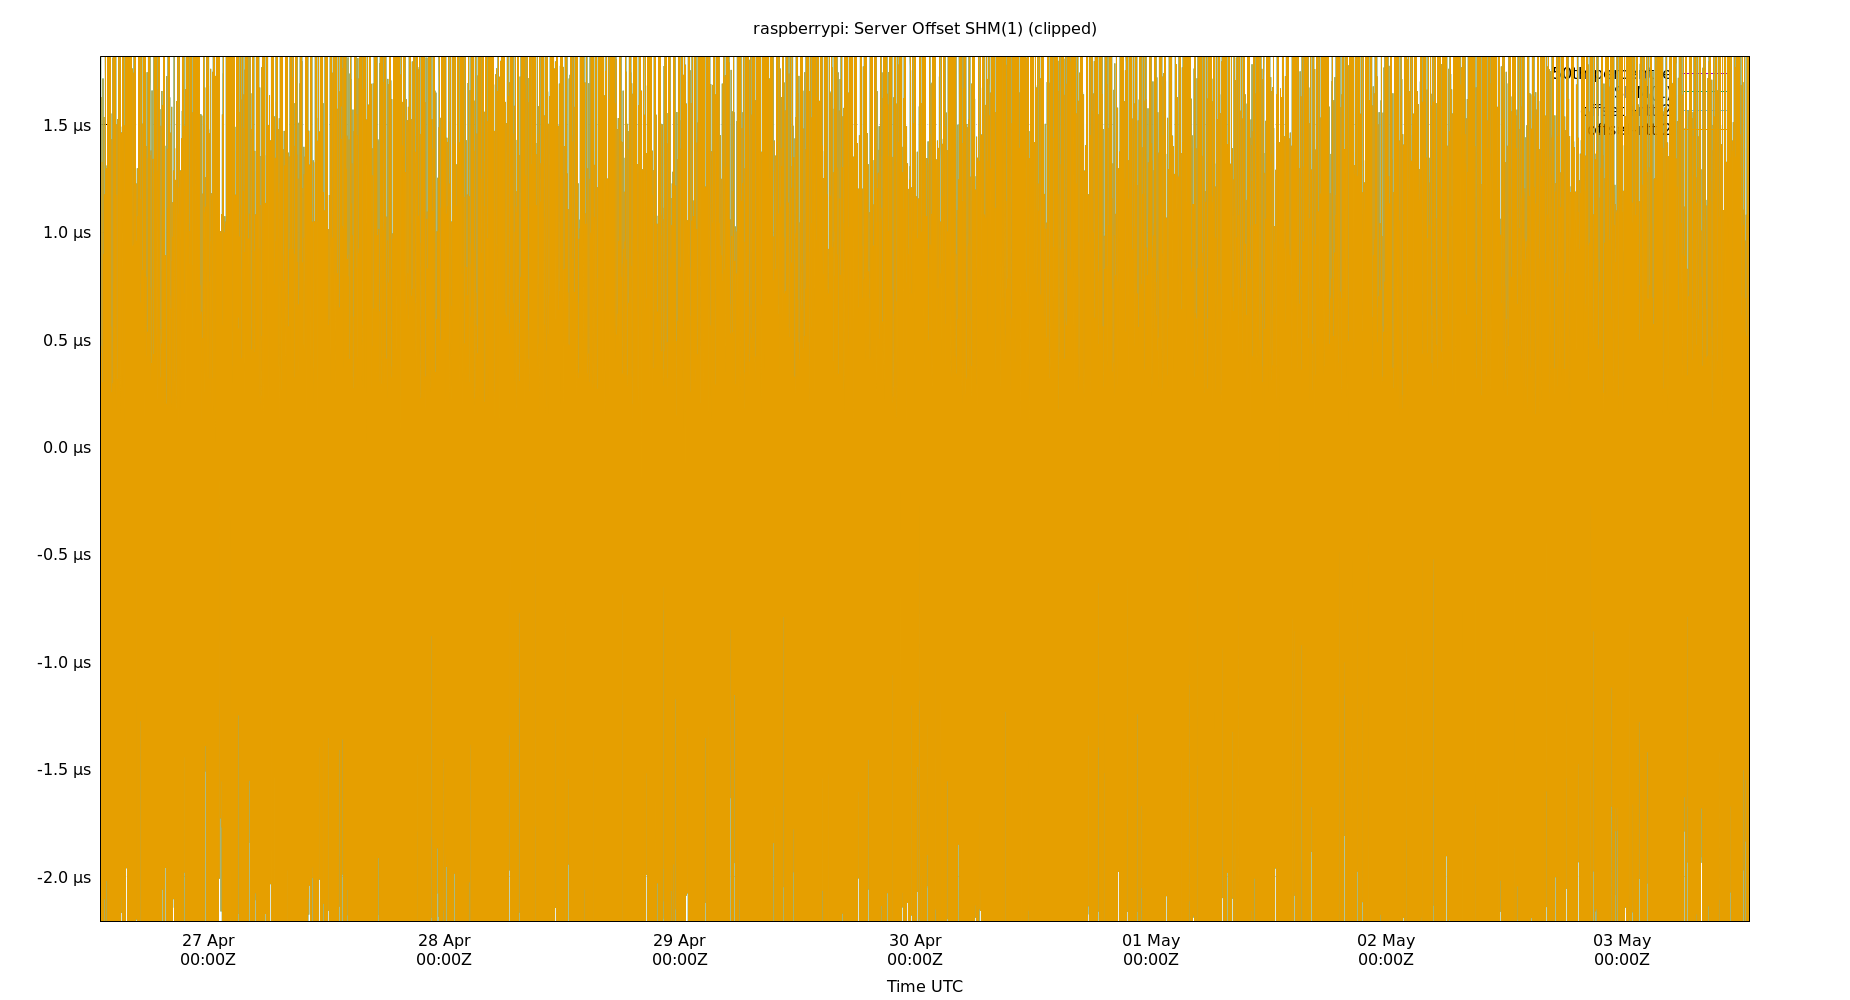 raspberrypi: Server Offset SHM(1) (clipped)
50th percentile
1.5 µs
1.0 µs
0.5 µs
0.0 µs
-0.5 µs
-1.0 µs
-1.5 µs
-2.0 µs
27 Apr 28 Apr 29 Apr 30 Apr 01 May 02 May 03 May
00:00Z 00:00Z 00:00Z 00:00Z 00:00Z 00:00Z 00:00Z
Time UTC